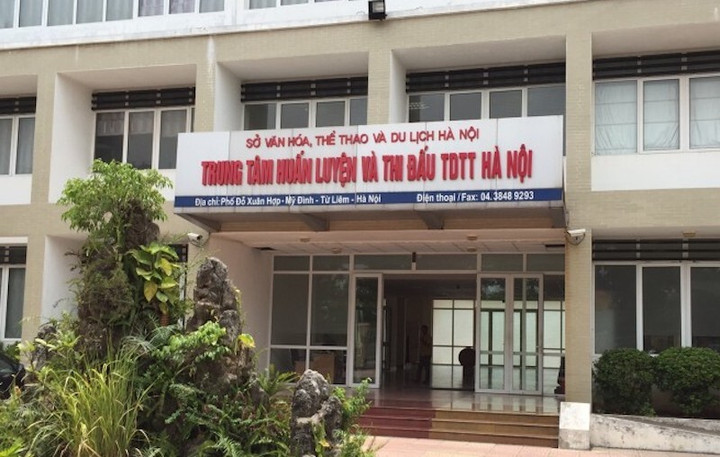 SỞ VĂN HÓA, THỂ THAO VÀ DU LỊCH HÀ NỘI
TRUNG TÂM HUẤN LUYỆN VÀ THI ĐẤU TDTT HÀ NỘI
Địa chỉ: Phố Đỗ Xuân Hợp - Mỹ Đình - Từ Liêm - Hà Nội Điện thoại / Fax: 04. 3848 9293